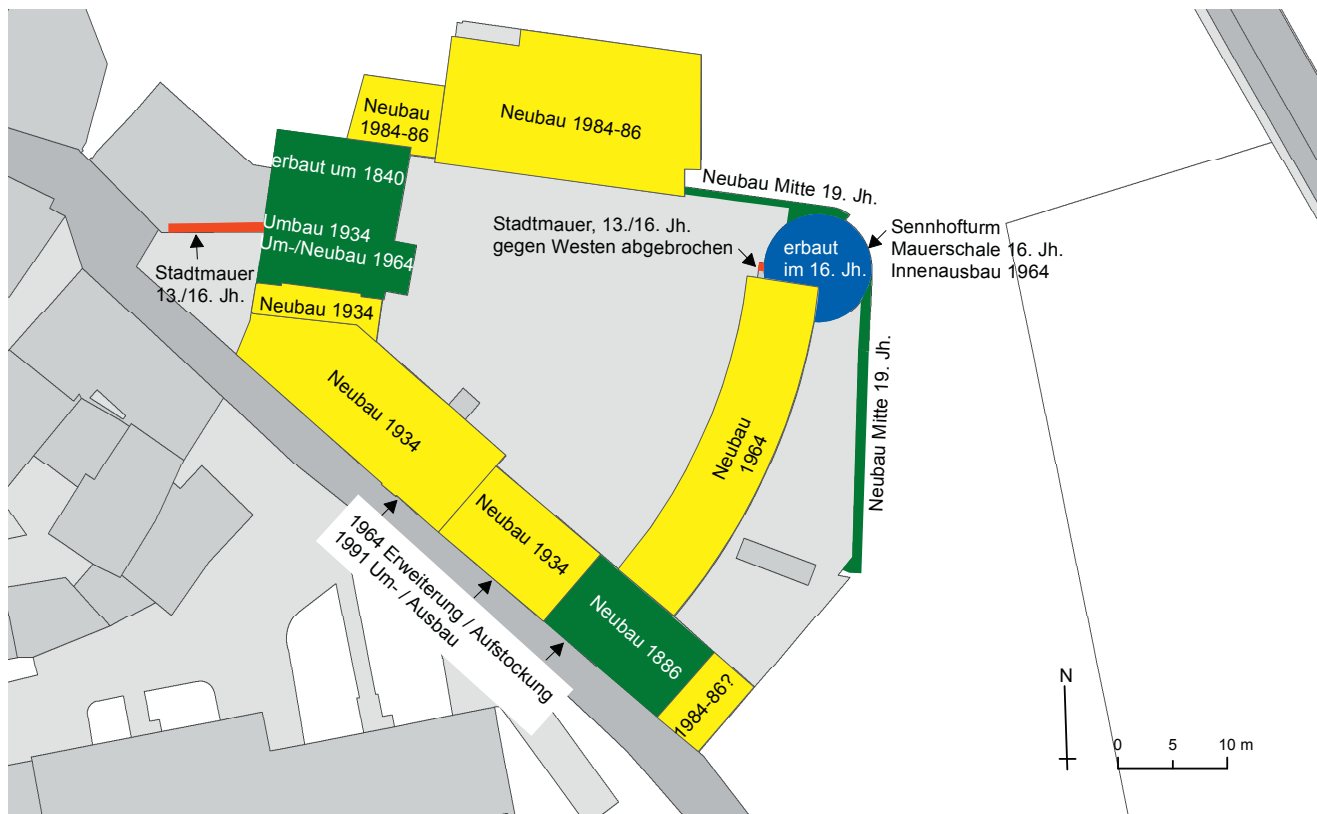 Neubau
1984-86
Neubau 1984-86
erbaut um 1840
Umbau 1934
Um-/Neubau 1964
Neubau Mitte 19. Jh.
Stadtmauer, 13./16. Jh.
gegen Westen abgebrochen
erbaut
im 16. Jh.
Sennhofturm
Mauerschale 16. Jh.
Innenausbau 1964
Stadtmauer
13./16. Jh.
Neubau 1934
Neubau 1934
Neubau
1964
Neubau Mitte 19. Jh.
Neubau 1934
1964 Erweiterung / Aufstockung
1991 Um- / Ausbau
Neubau 1886
1984-86?
N
0 5 10 m